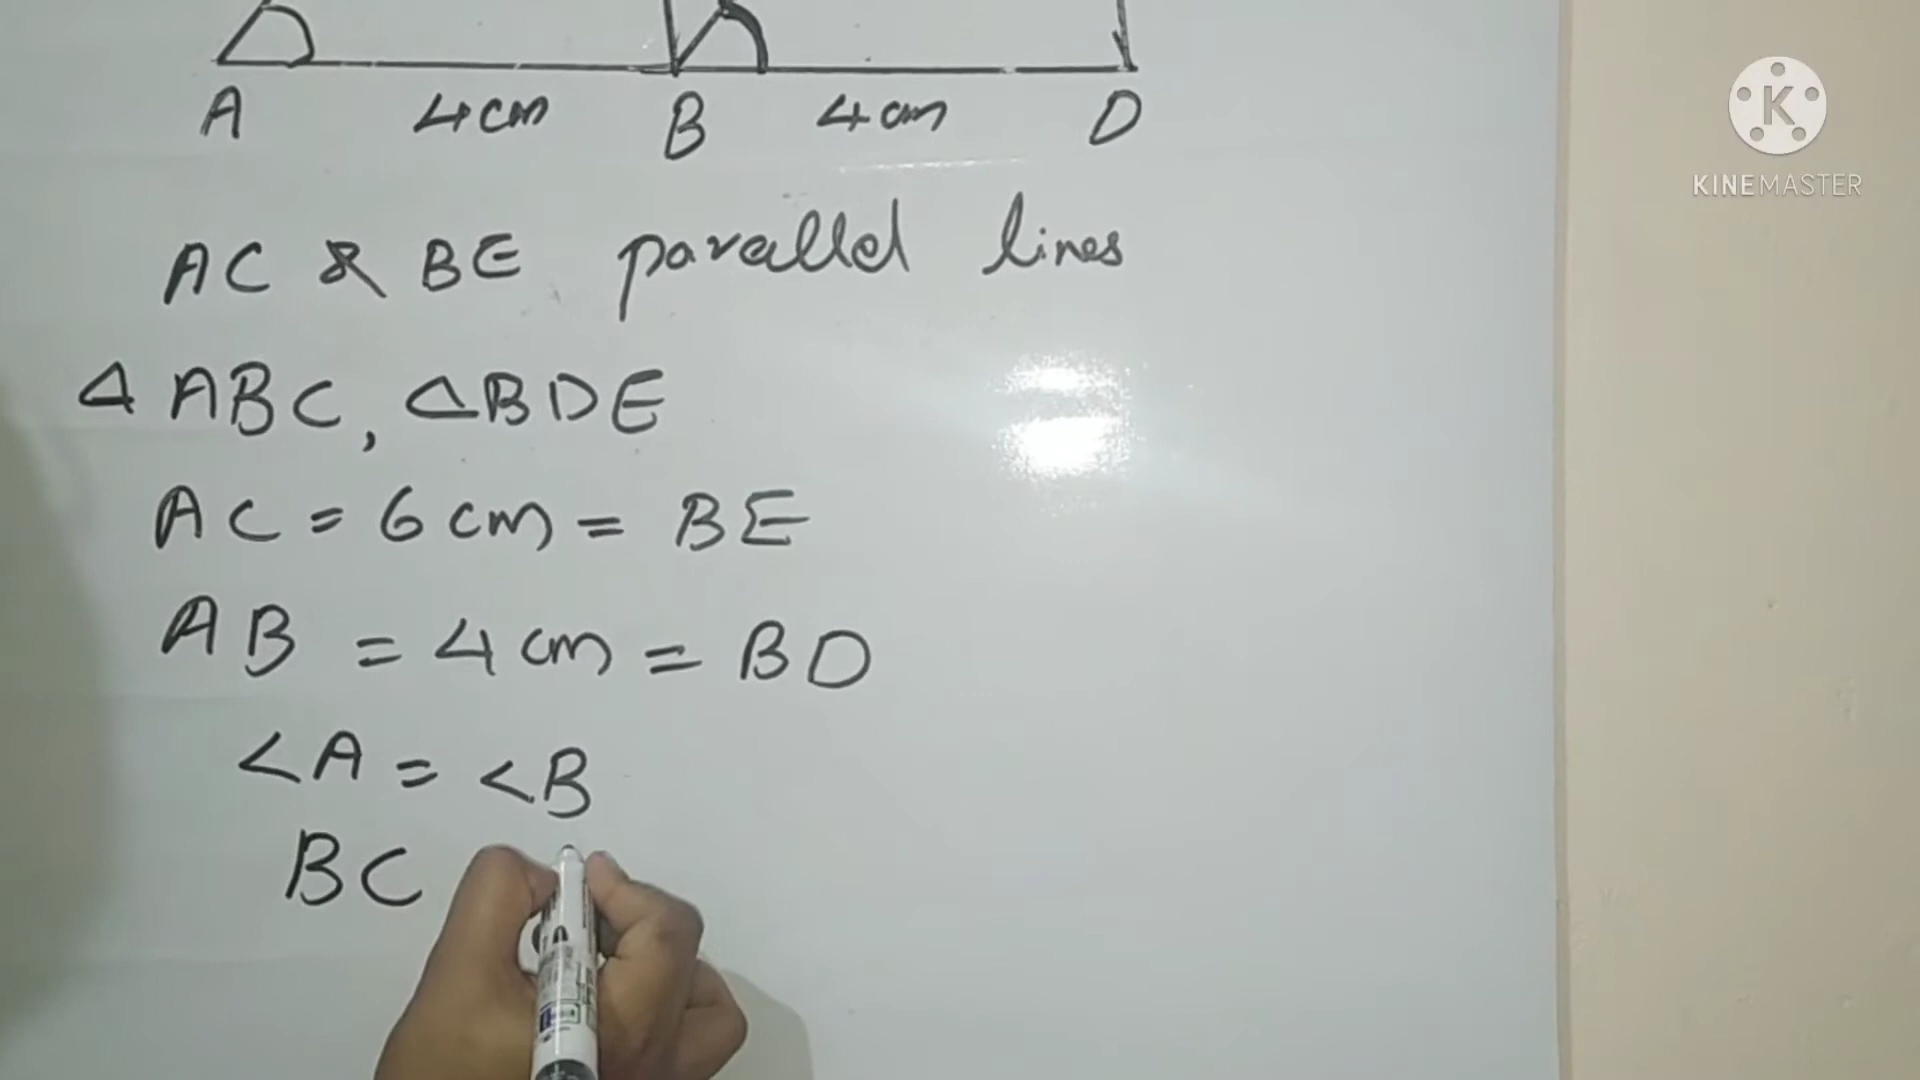 A 4cm B 4cm D
AC & BE parallel lines
△ ABC, △BDE
AC = 6cm = BE
AB = 4cm = BD
<A = <B
BC
K
KINEMASTER